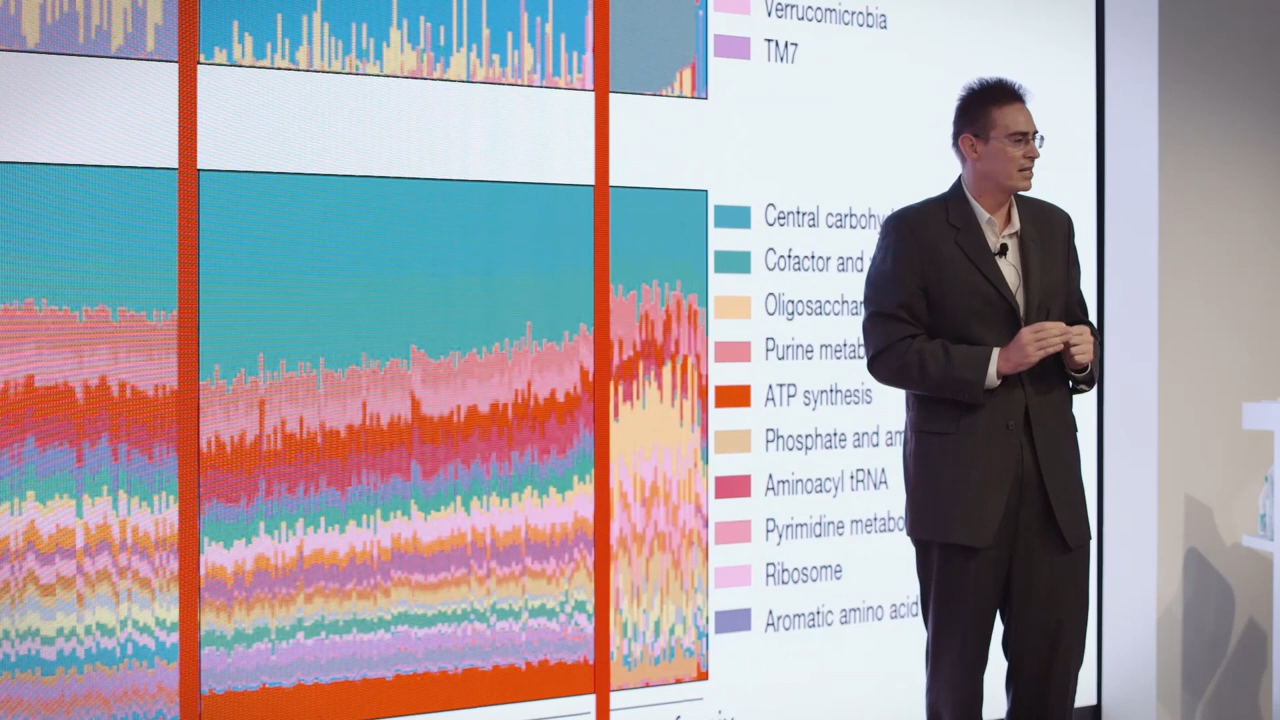 Verrucomicrobia
TM7
Central carbohy
Cofactor and
Oligosacchar
Purine metab
ATP synthesis
Phosphate and am
Aminoacyl tRNA
Pyrimidine metabo
Ribosome
Aromatic amino acid